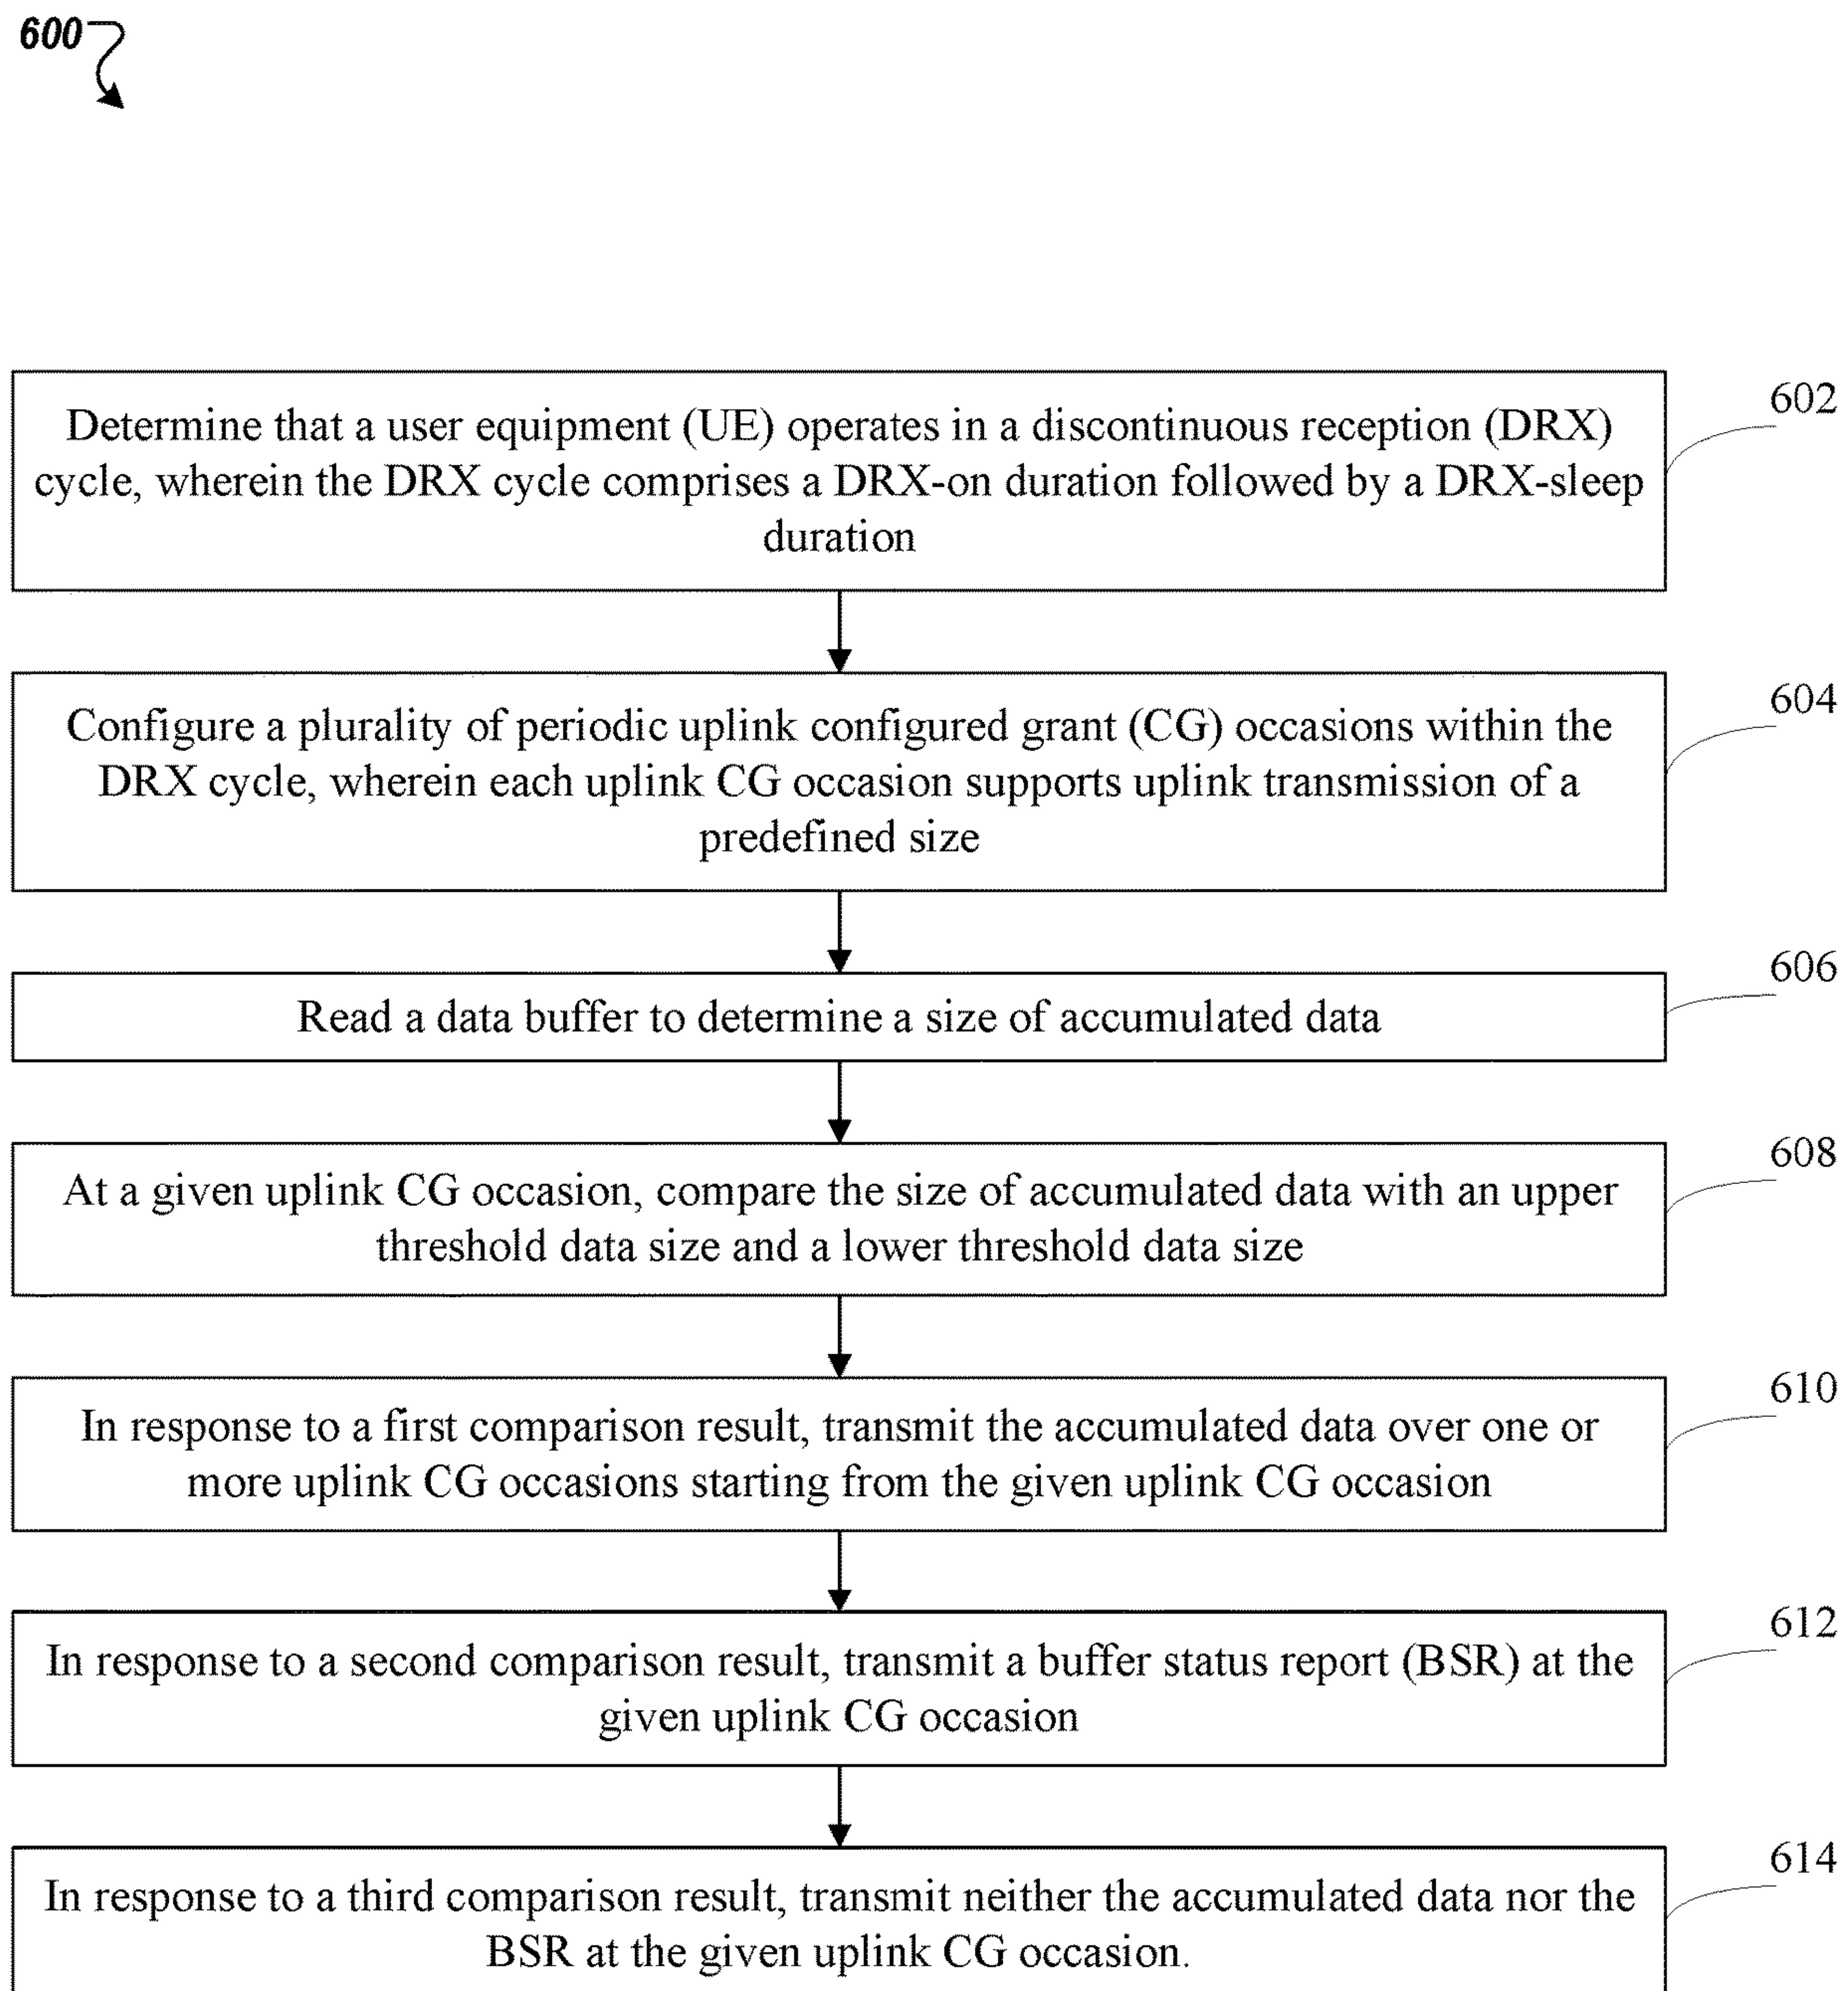 600
602
Determine that a user equipment (UE) operates in a discontinuous reception (DRX)
cycle, wherein the DRX cycle comprises a DRX-on duration followed by a DRX-sleep
duration
604
Configure a plurality of periodic uplink configured grant (CG) occasions within the
DRX cycle, wherein each uplink CG occasion supports uplink transmission of a
predefined size
606
Read a data buffer to determine a size of accumulated data
608
At a given uplink CG occasion, compare the size of accumulated data with an upper
threshold data size and a lower threshold data size
610
In response to a first comparison result, transmit the accumulated data over one or
more uplink CG occasions starting from the given uplink CG occasion
612
In response to a second comparison result, transmit a buffer status report (BSR) at the
given uplink CG occasion
614
In response to a third comparison result, transmit neither the accumulated data nor the
BSR at the given uplink CG occasion.